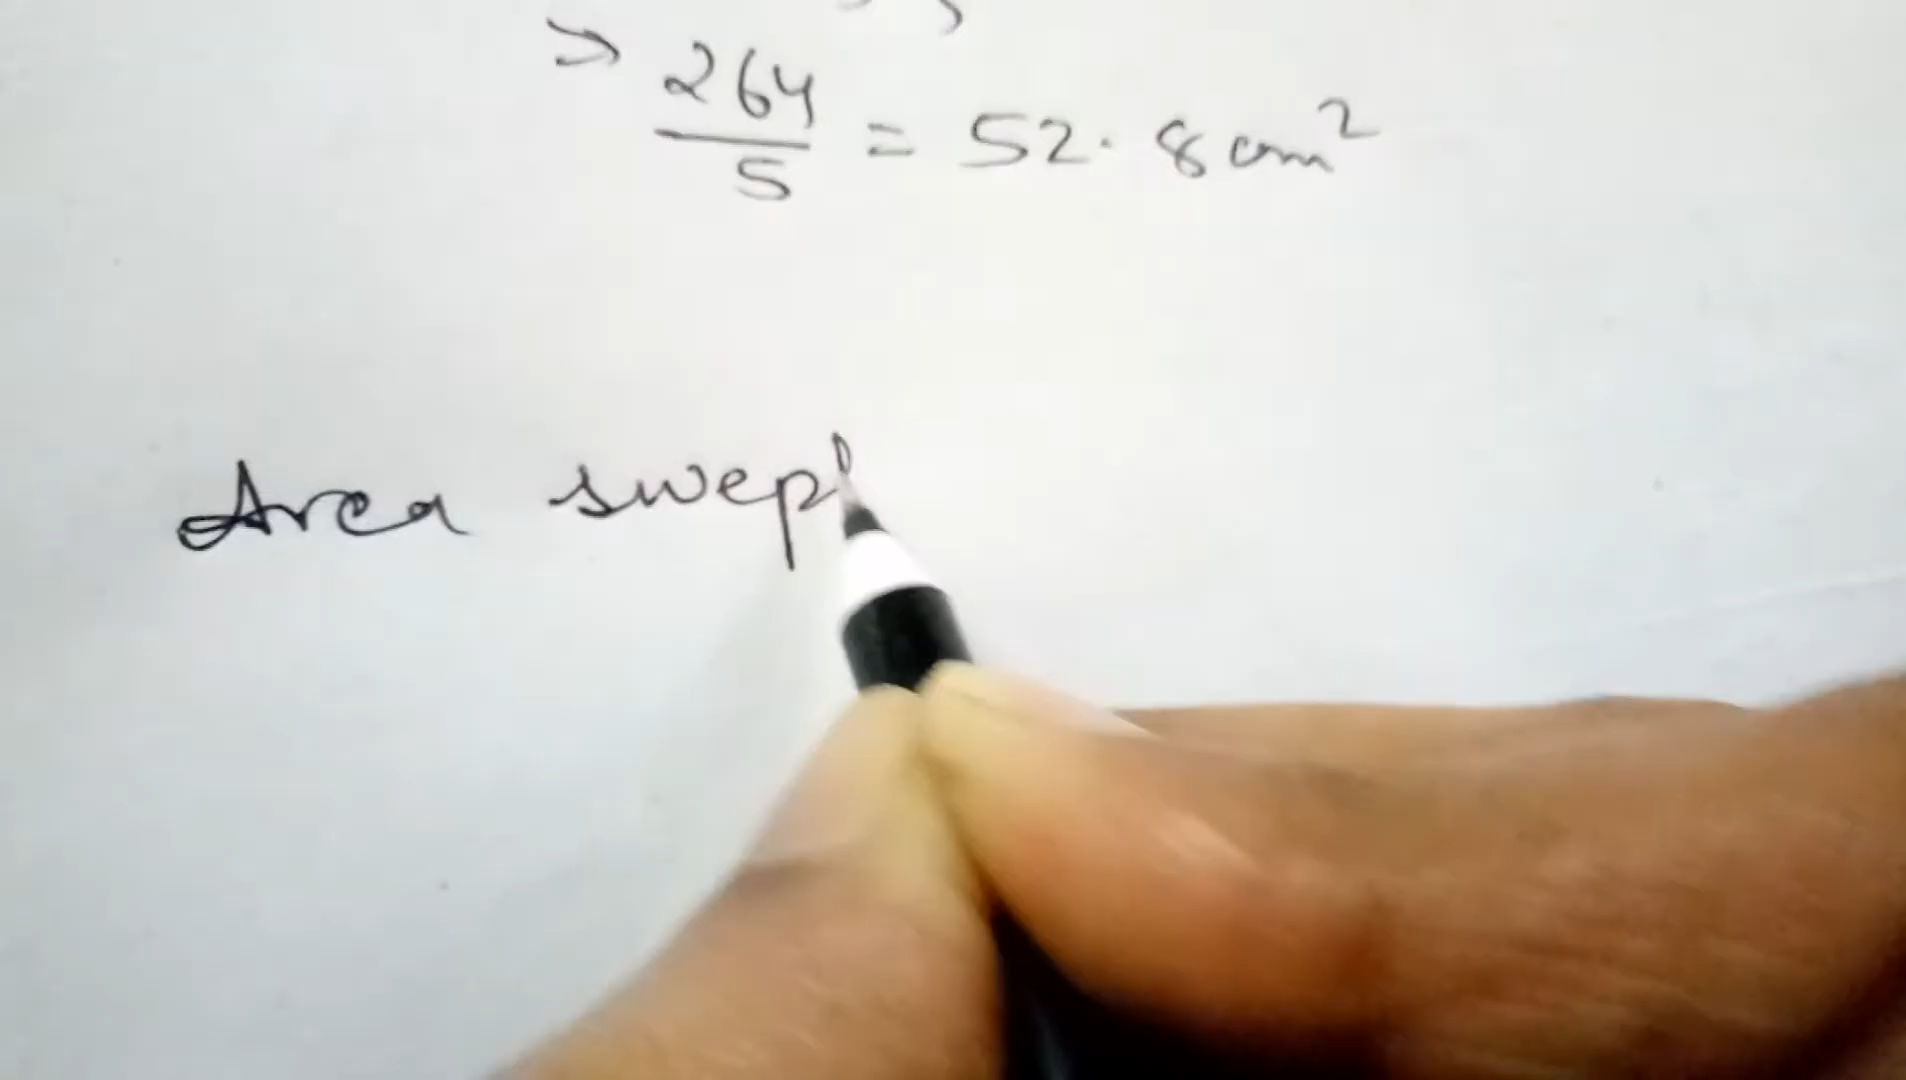 ⇒ 264/5 = 52.8 cm²
Area swept